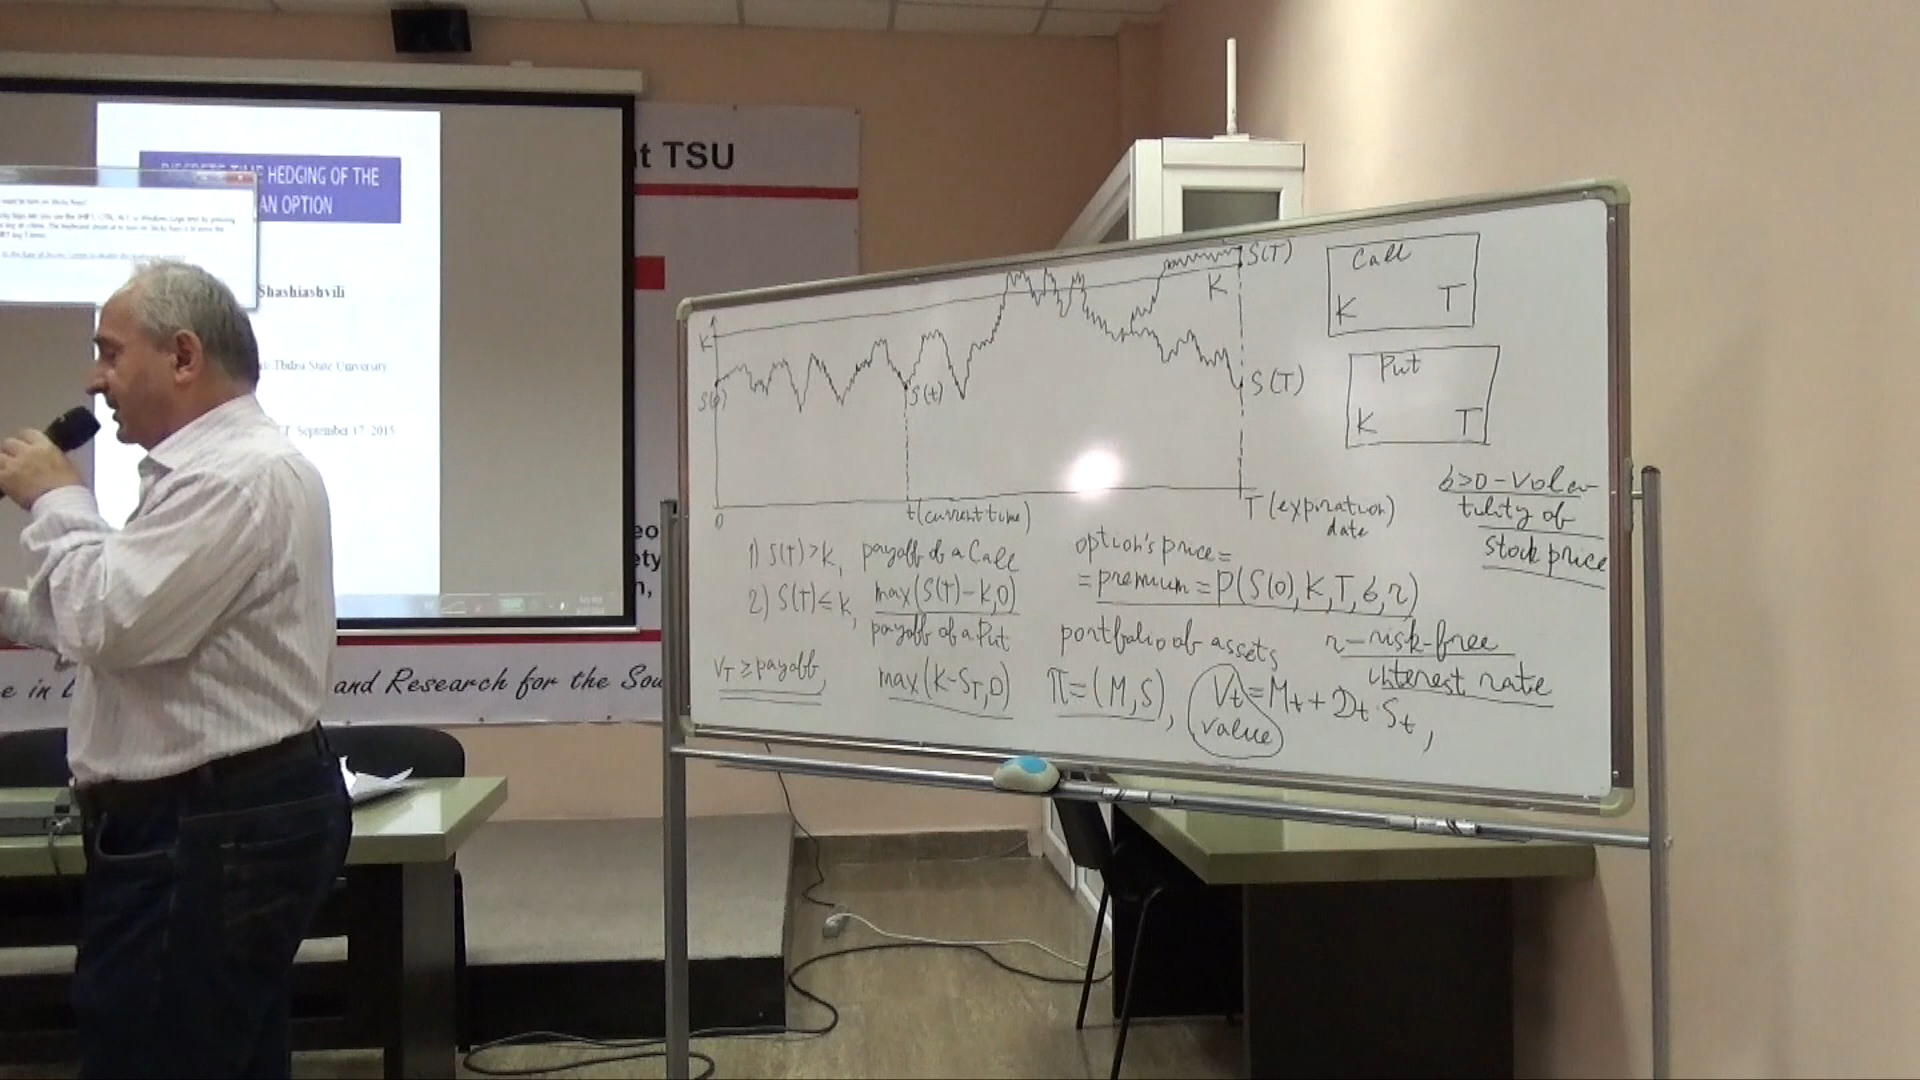 HEDGING OF THE
AN OPTION
Shashiashvili
Tbilisi State University
September 17, 2015
at TSU
and Research for the Sou
K
S(0)
S(t)
K
S(T)
S(T)
0
t (current time)
T (expiration)
date
Call
K T
Put
K T
1) S(T)>K, payoff of a Call
2) S(T)≤K, max(S(T)-K,0)
payoff of a Put
V_T ≥ payoff, max(K-S_T,0)
option's price=
=premium=P(S(0),K,T,σ,r)
portfolio of assets
π=(M,S), V_t=M_t+D_t·S_t,
value
σ>0-Vola
tility of
stock price
r-risk-free
interest rate